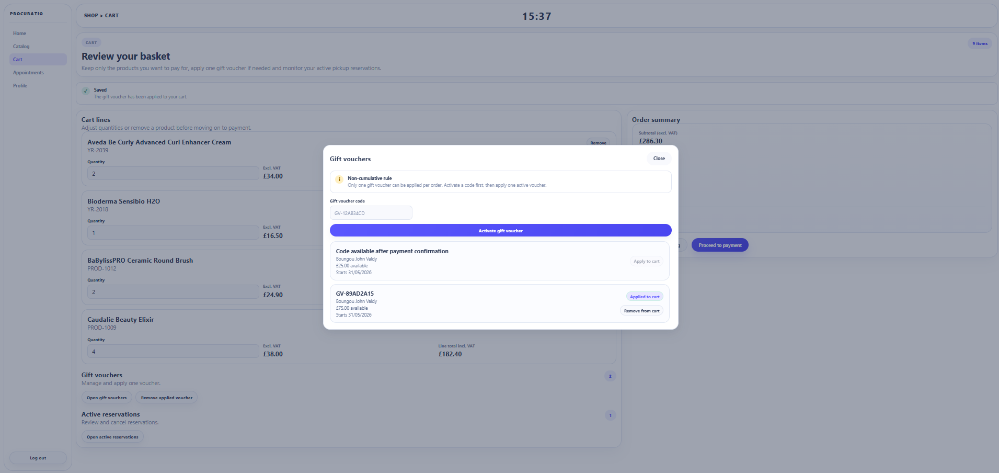 PROCURATIO
Home
Catalog
Cart
Appointments
Profile
Log out
SHOP > CART
15:37
CART
9 items
Review your basket
Keep only the products you want to pay for, apply one gift voucher if needed and monitor your active pickup reservations.
✓
Saved
The gift voucher has been applied to your cart.
Cart lines
Adjust quantities or remove a product before moving on to payment.
Aveda Be Curly Advanced Curl Enhancer Cream
Remove
YR-2039
Quantity
Excl. VAT
2
£34.00
Bioderma Sensibio H2O
YR-2018
Quantity
Excl. VAT
1
£16.50
BaBylissPRO Ceramic Round Brush
PROD-1012
Quantity
Excl. VAT
2
£24.90
Caudalie Beauty Elixir
PROD-1009
Quantity
Excl. VAT
Line total incl. VAT
4
£38.00
£182.40
Gift vouchers
2
Manage and apply one voucher.
Open gift vouchers
Remove applied voucher
Active reservations
1
Review and cancel reservations.
Open active reservations
Order summary
Subtotal (excl. VAT)
£286.30
Proceed to payment
Gift vouchers
Close
i
Non-cumulative rule
Only one gift voucher can be applied per order. Activate a code first, then apply one active voucher.
Gift voucher code
GV-12AB34CD
Activate gift voucher
Code available after payment confirmation
Boungou John Valdy
£25.00 available
Starts 31/05/2026
Apply to cart
GV-89AD2A15
Boungou John Valdy
£75.00 available
Starts 31/05/2026
Applied to cart
Remove from cart